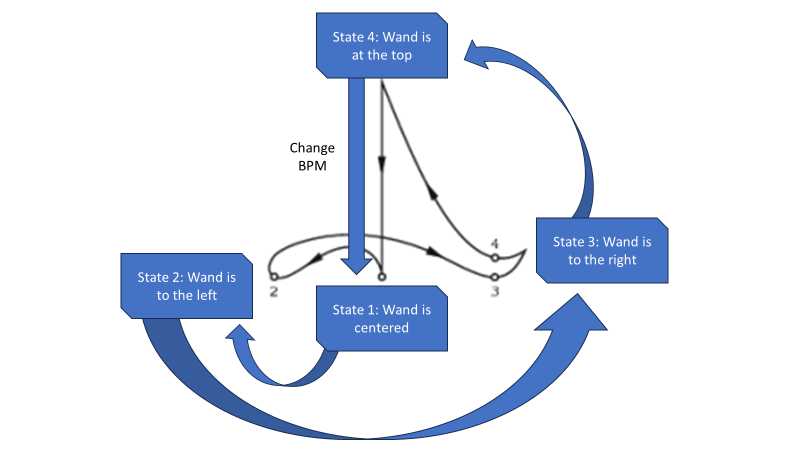 State 4: Wand is
at the top
Change
BPM
4
State 3: Wand is
to the right
State 2: Wand is
to the left
2
3
State 1: Wand is
centered